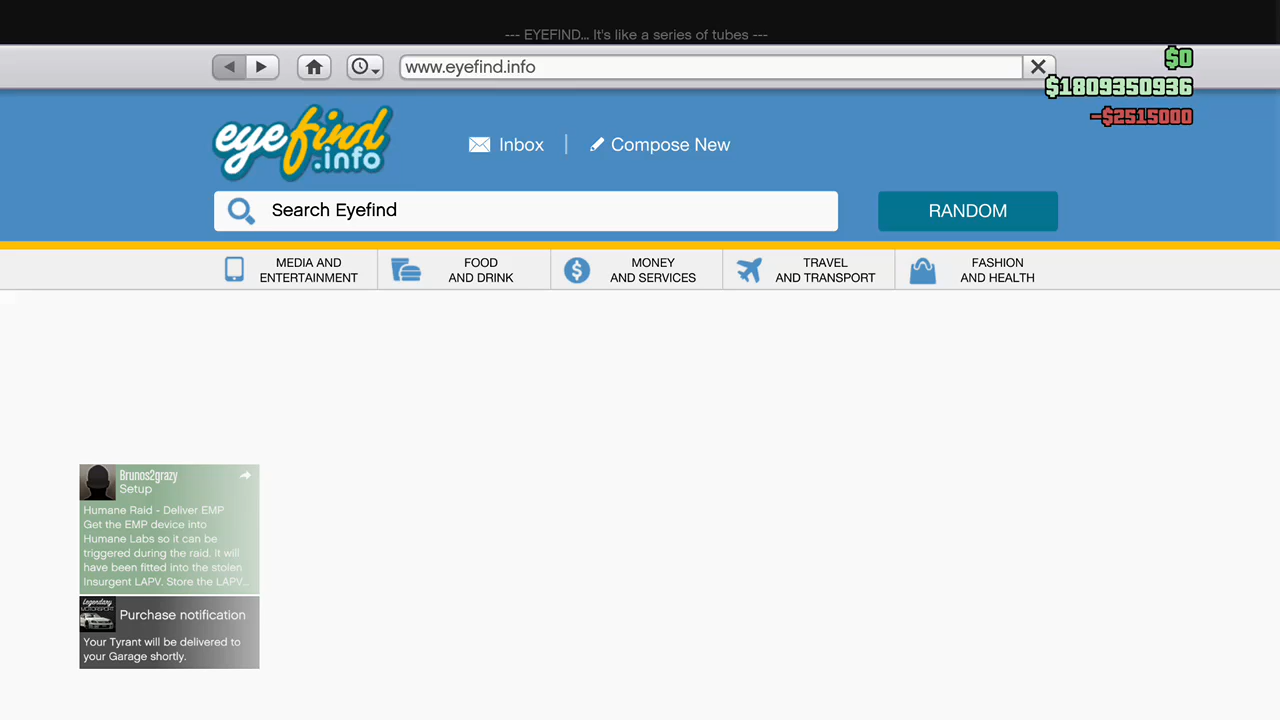 --- EYEFIND... It's like a series of tubes ---
www.eyefind.info
$0
$1809350936
-$2515000
eyefind
.info
Inbox
Compose New
Search Eyefind
RANDOM
MEDIA AND
ENTERTAINMENT
FOOD
AND DRINK
MONEY
AND SERVICES
TRAVEL
AND TRANSPORT
FASHION
AND HEALTH
Brunos2grazy
Setup
Humane Raid - Deliver EMP
Get the EMP device into
Humane Labs so it can be
triggered during the raid. It will
have been fitted into the stolen
Insurgent LAPV. Store the LAPV...
Legendary
MOTORSPORT
Purchase notification
Your Tyrant will be delivered to
your Garage shortly.